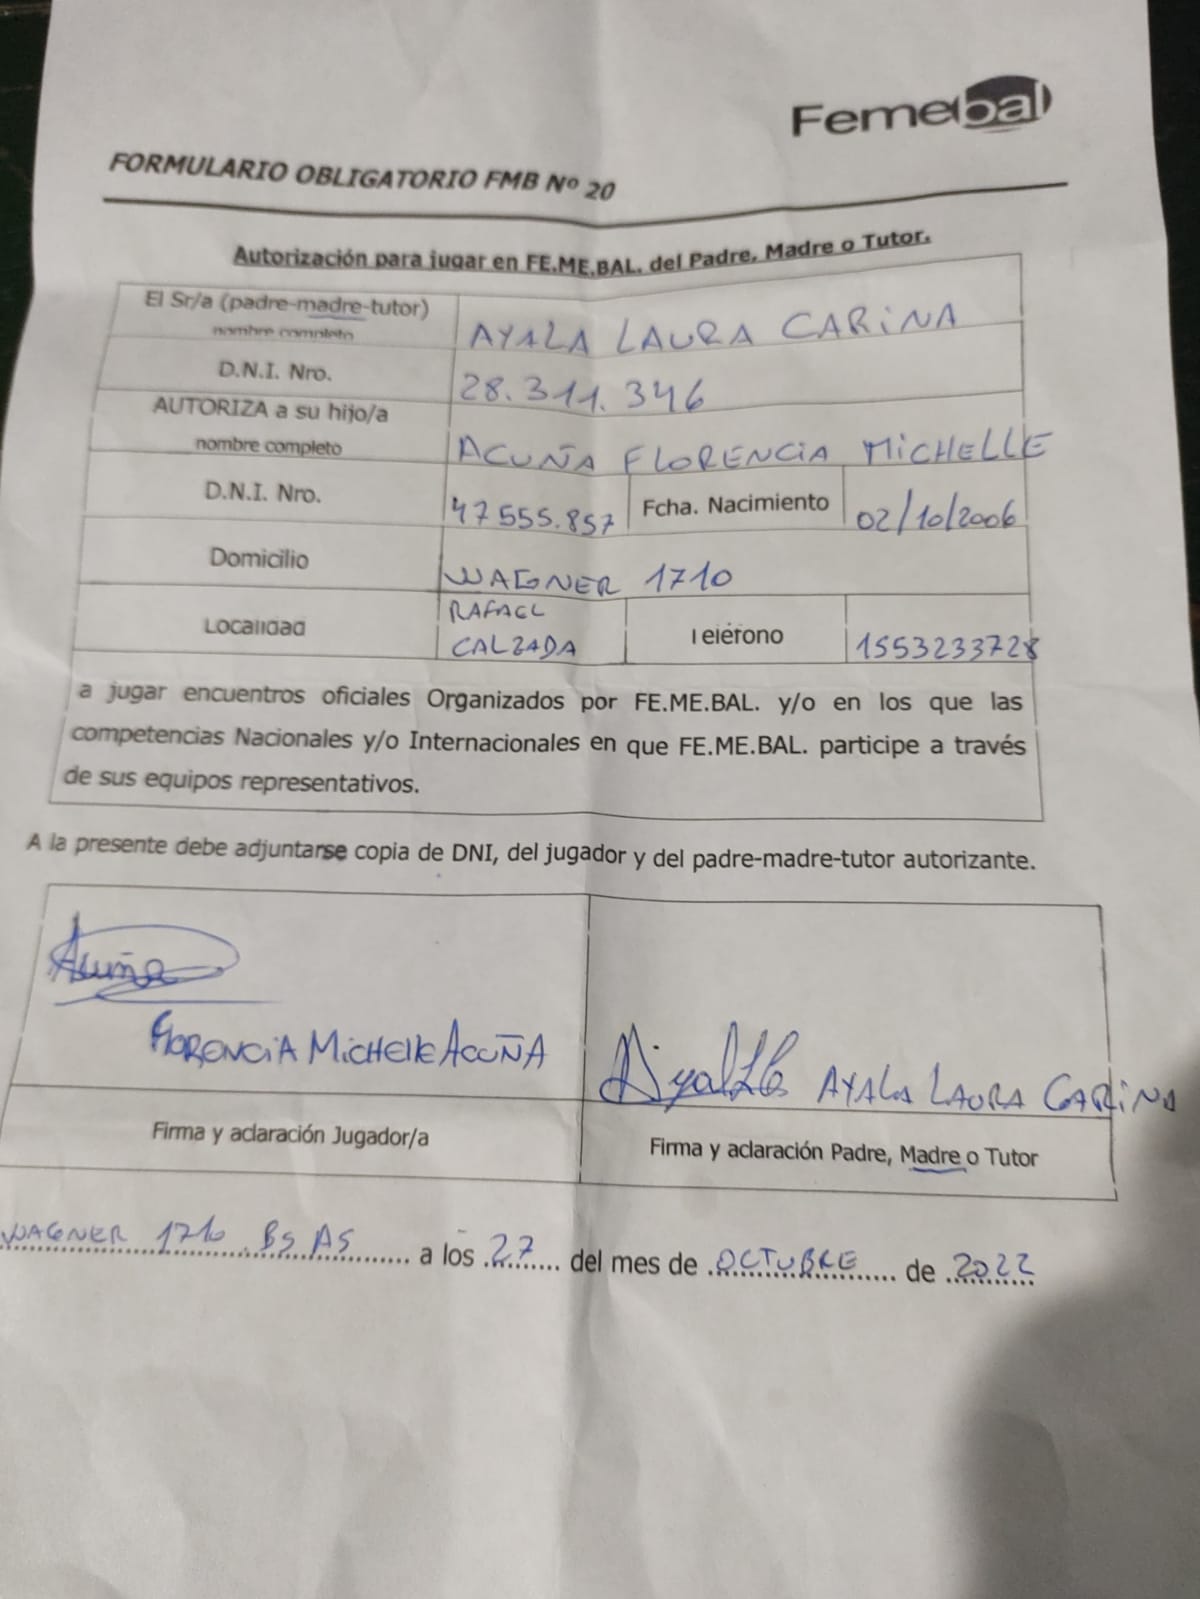 Femebal
FORMULARIO OBLIGATORIO FMB Nº 20
Autorización para jugar en FE.ME.BAL. del Padre, Madre o Tutor.
El Sr/a (padre-madre-tutor)
nombre completo
AYALA LAURA CARINA
D.N.I. Nro.
28.311.346
AUTORIZA a su hijo/a
nombre completo
ACUÑA FLORENCIA MICHELLE
D.N.I. Nro.
47555.857
Fcha. Nacimiento
02/10/2006
Domicilio
WAGNER 1710
Localidad
RAFAEL
CALZADA
Teléfono
1553233728
a jugar encuentros oficiales Organizados por FE.ME.BAL. y/o en los que las
competencias Nacionales y/o Internacionales en que FE.ME.BAL. participe a través
de sus equipos representativos.
A la presente debe adjuntarse copia de DNI, del jugador y del padre-madre-tutor autorizante.
Acuña
FLORENCIA MICHELLE ACUÑA
AYALA LAURA CARINA
Firma y aclaración Jugador/a
Firma y aclaración Padre, Madre o Tutor
WAGNER 1710 BS AS a los 27 del mes de OCTUBRE de 2022